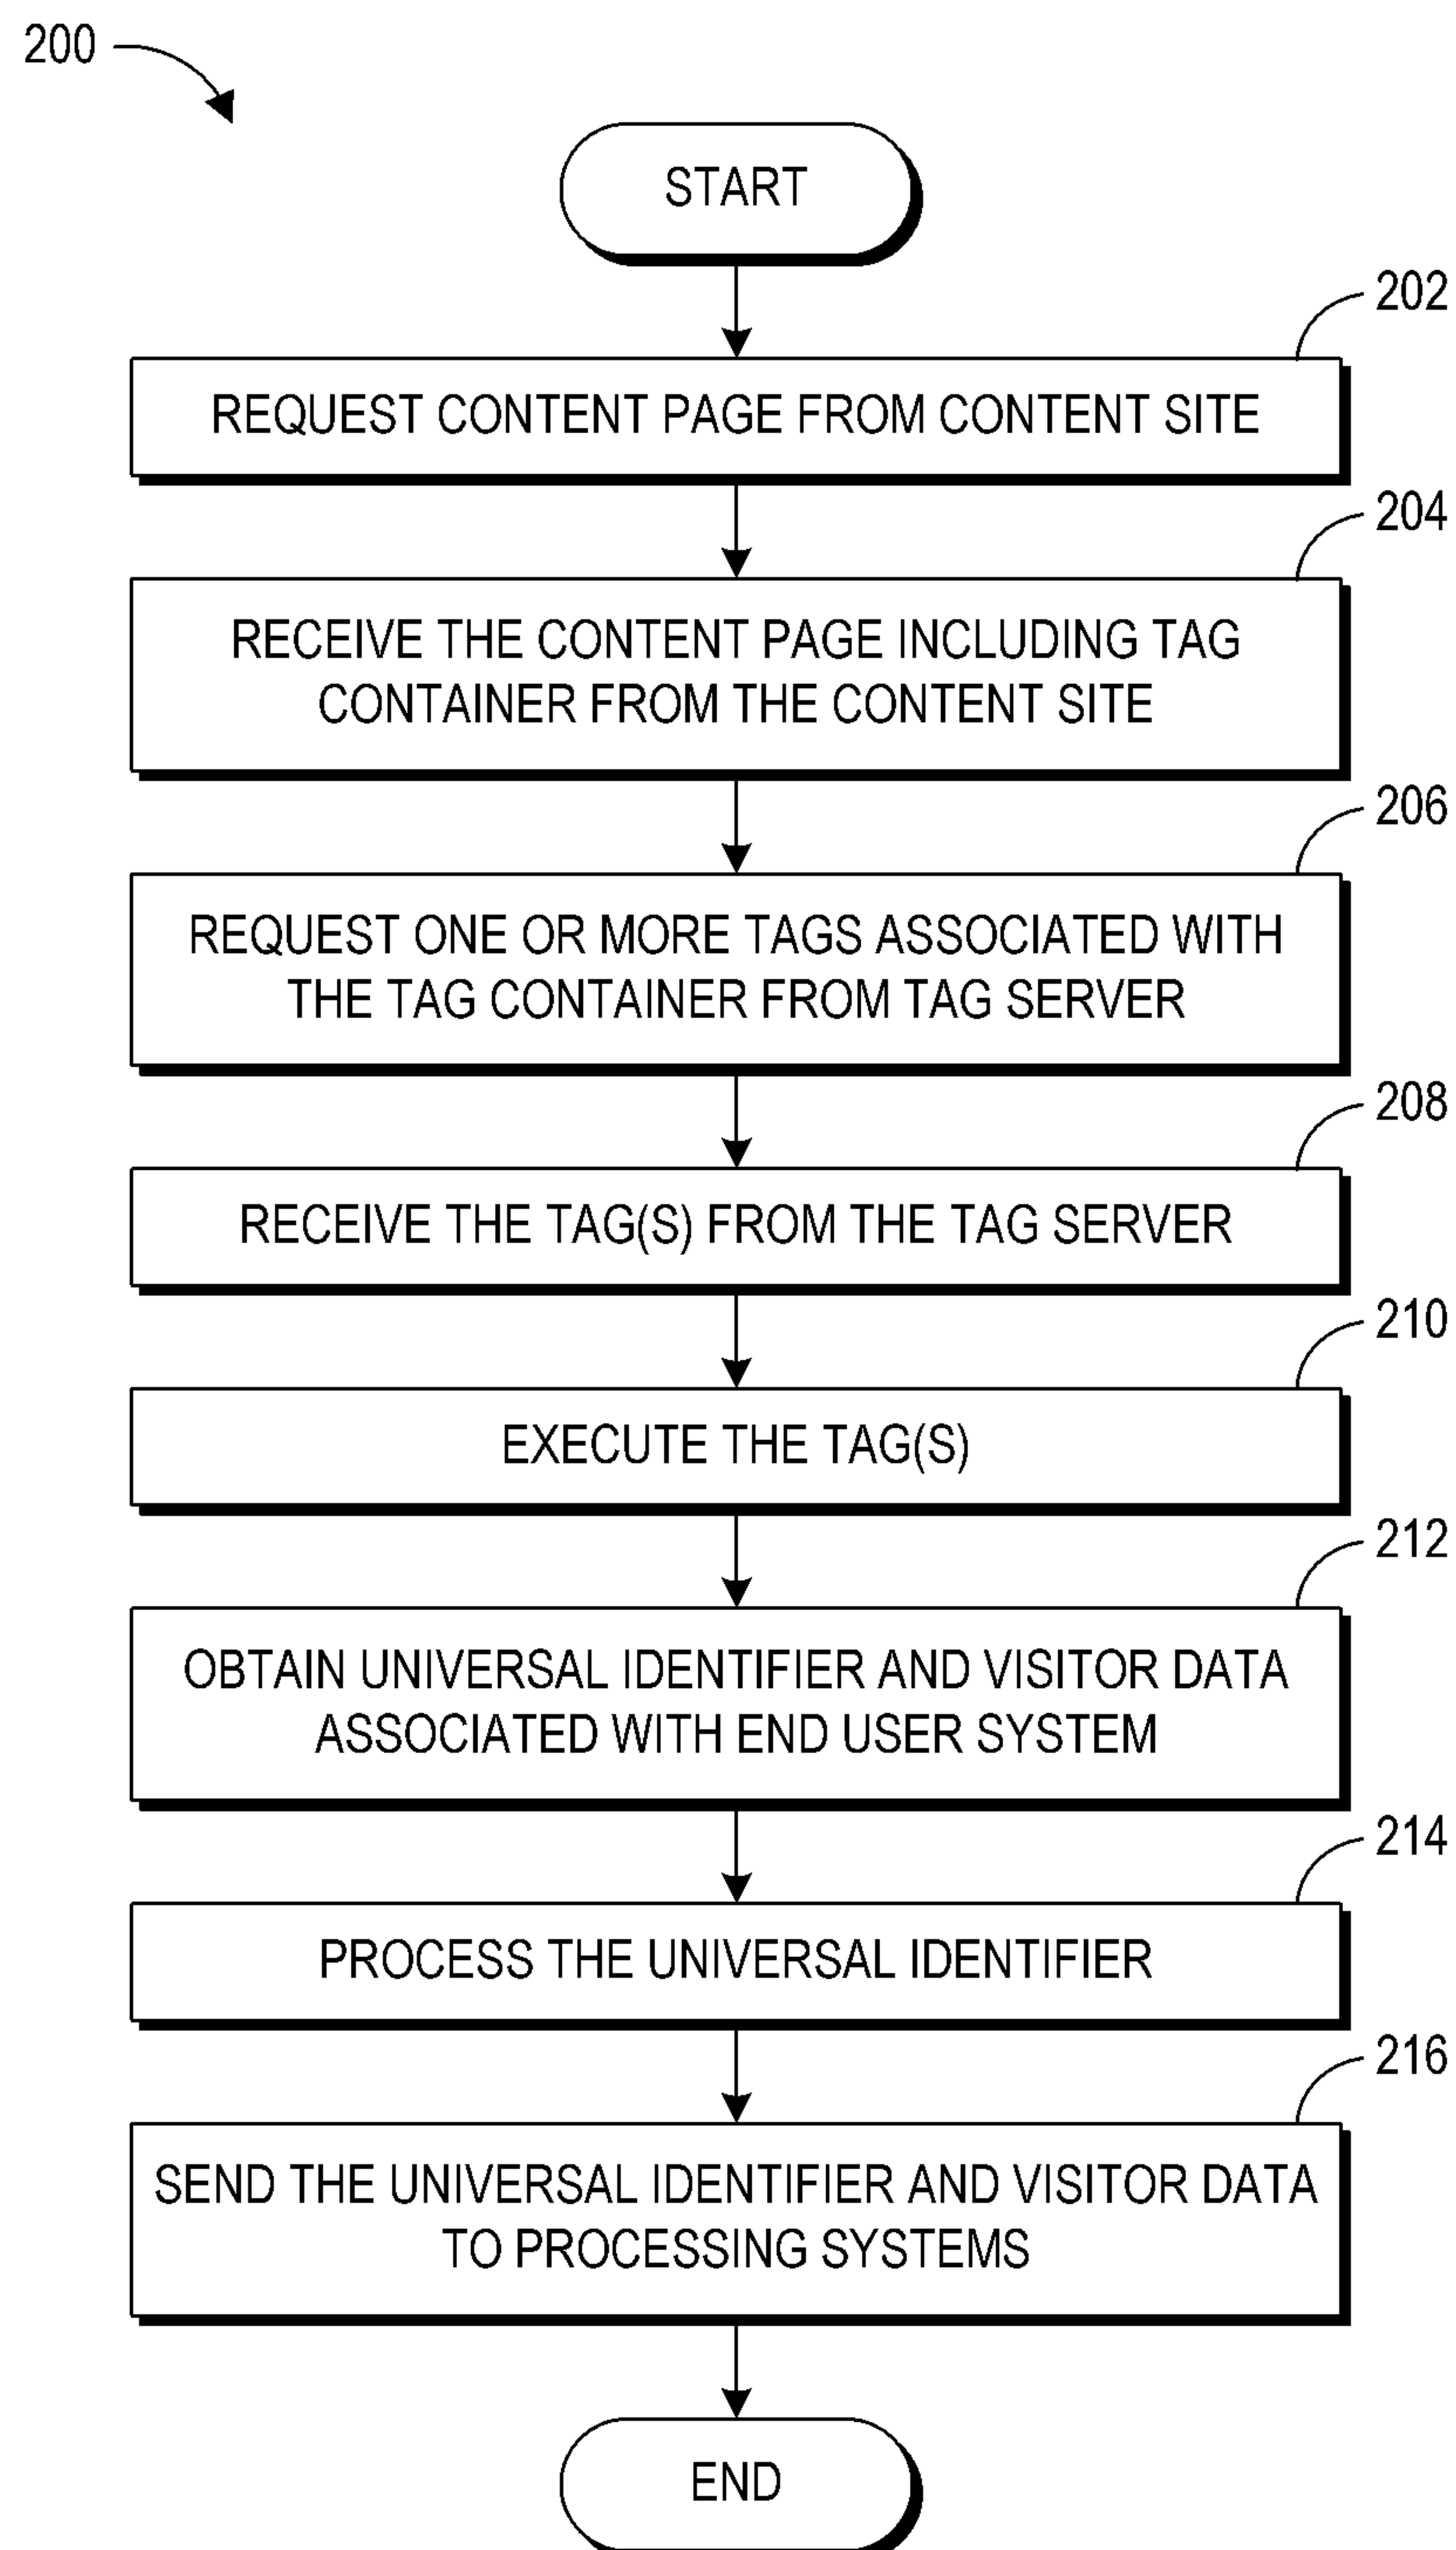 200
START
202
REQUEST CONTENT PAGE FROM CONTENT SITE
204
RECEIVE THE CONTENT PAGE INCLUDING TAG
CONTAINER FROM THE CONTENT SITE
206
REQUEST ONE OR MORE TAGS ASSOCIATED WITH
THE TAG CONTAINER FROM TAG SERVER
208
RECEIVE THE TAG(S) FROM THE TAG SERVER
210
EXECUTE THE TAG(S)
212
OBTAIN UNIVERSAL IDENTIFIER AND VISITOR DATA
ASSOCIATED WITH END USER SYSTEM
214
PROCESS THE UNIVERSAL IDENTIFIER
216
SEND THE UNIVERSAL IDENTIFIER AND VISITOR DATA
TO PROCESSING SYSTEMS
END